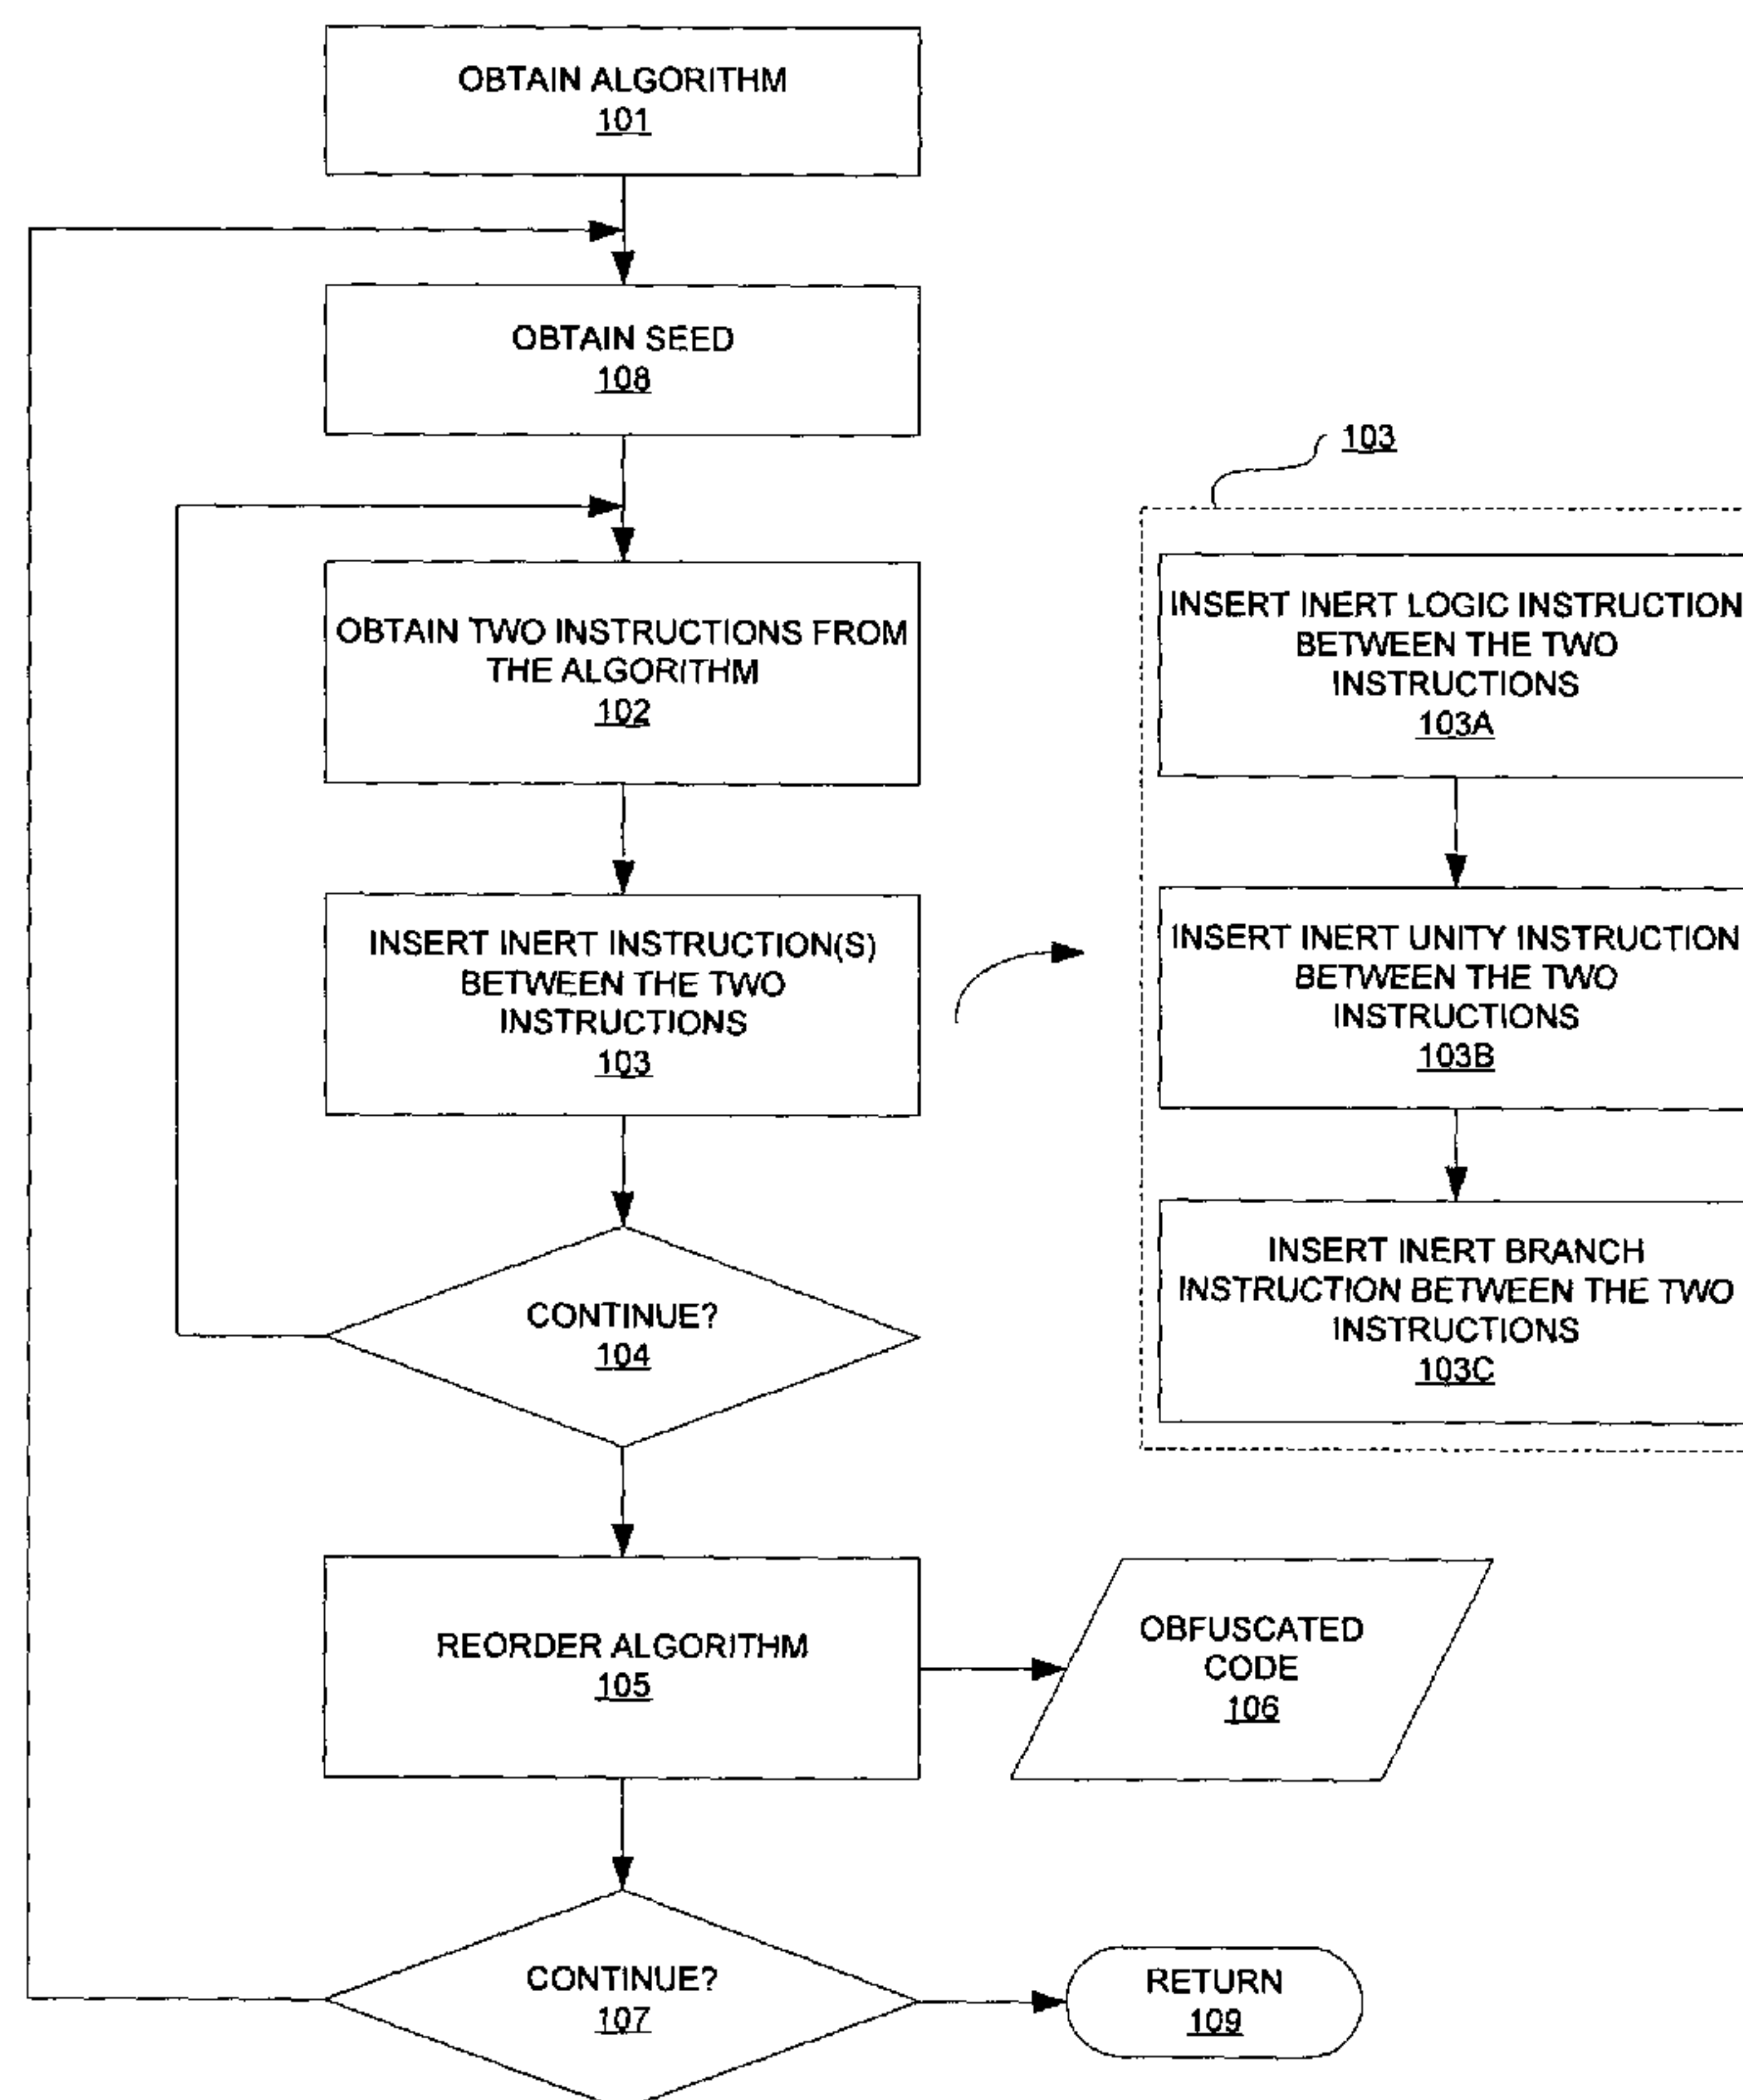 OBTAIN ALGORITHM
101
OBTAIN SEED
108
OBTAIN TWO INSTRUCTIONS FROM
THE ALGORITHM
102
INSERT INERT INSTRUCTION(S)
BETWEEN THE TWO
INSTRUCTIONS
103
CONTINUE?
104
REORDER ALGORITHM
105
OBFUSCATED
CODE
106
CONTINUE?
107
RETURN
109
103
INSERT INERT LOGIC INSTRUCTION
BETWEEN THE TWO
INSTRUCTIONS
103A
INSERT INERT UNITY INSTRUCTION
BETWEEN THE TWO
INSTRUCTIONS
103B
INSERT INERT BRANCH
INSTRUCTION BETWEEN THE TWO
INSTRUCTIONS
103C